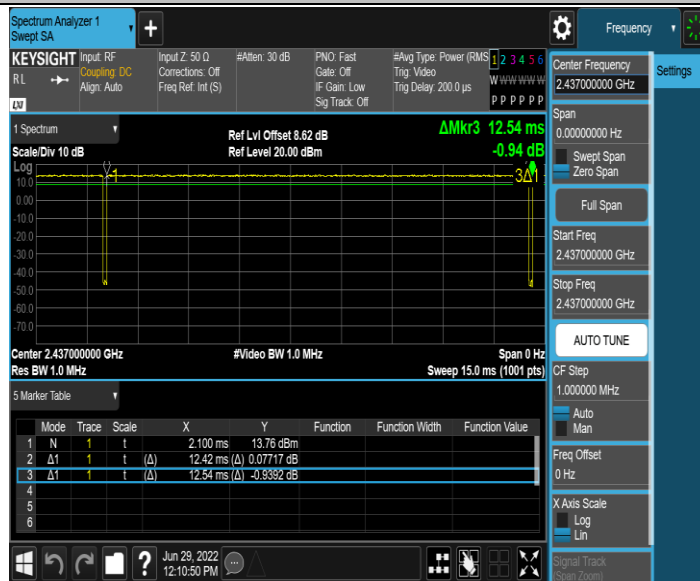 Spectrum Analyzer 1
Swept SA
+
Frequency
KEYSIGHT
RL
LXI
Input: RF
Coupling: DC
Align: Auto
Input Z: 50 Ω
Corrections: Off
Freq Ref: Int (S)
#Atten: 30 dB
PNO: Fast
Gate: Off
IF Gain: Low
Sig Track: Off
#Avg Type: Power (RMS
Trig: Video
Trig Delay: 200.0 µs
1 2 3 4 5 6
W W W W W W
P P P P P P
1 Spectrum
Scale/Div 10 dB
Ref Lvl Offset 8.62 dB
Ref Level 20.00 dBm
ΔMkr3 12.54 ms
-0.94 dB
Log
10.0
0.00
-10.0
-20.0
-30.0
-40.0
-50.0
-60.0
-70.0
1
3Δ1
Center 2.437000000 GHz
Res BW 1.0 MHz
#Video BW 1.0 MHz
Span 0 Hz
Sweep 15.0 ms (1001 pts)
5 Marker Table
Mode Trace Scale X Y Function Function Width Function Value
1 N 1 t 2.100 ms 13.76 dBm
2 Δ1 1 t (Δ) 12.42 ms (Δ) 0.07717 dB
3 Δ1 1 t (Δ) 12.54 ms (Δ) -0.9392 dB
4
5
6
?
Jun 29, 2022
12:10:50 PM
Center Frequency
2.437000000 GHz
Span
0.00000000 Hz
Swept Span
Zero Span
Full Span
Start Freq
2.437000000 GHz
Stop Freq
2.437000000 GHz
AUTO TUNE
CF Step
1.000000 MHz
Auto
Man
Freq Offset
0 Hz
X Axis Scale
Log
Lin
Signal Track
(Span Zoom)
Settings